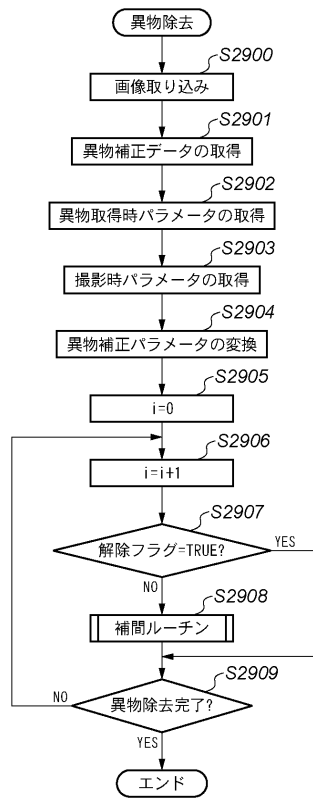 異物除去
S2900
画像取り込み
S2901
異物補正データの取得
S2902
異物取得時パラメータの取得
S2903
撮影時パラメータの取得
S2904
異物補正パラメータの変換
S2905
i=0
S2906
i=i+1
S2907
解除フラグ=TRUE?
YES
NO
S2908
補間ルーチン
S2909
異物除去完了?
NO
YES
エンド